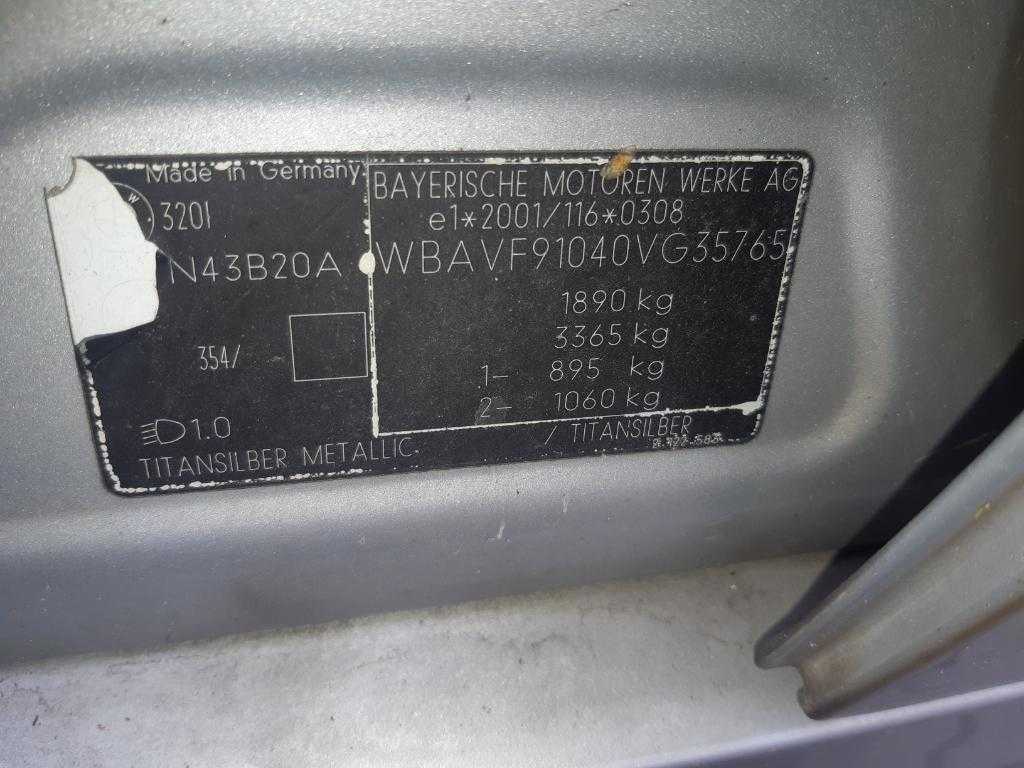 Made in Germany
W
320I
N43B20A
354/
1.0
TITANSILBER METALLIC
BAYERISCHE MOTOREN WERKE AG
e1*2001/116*0308
WBAVF91040VG35765
1890 kg
3365 kg
1- 895 kg
2- 1060 kg
/ TITANSILBER